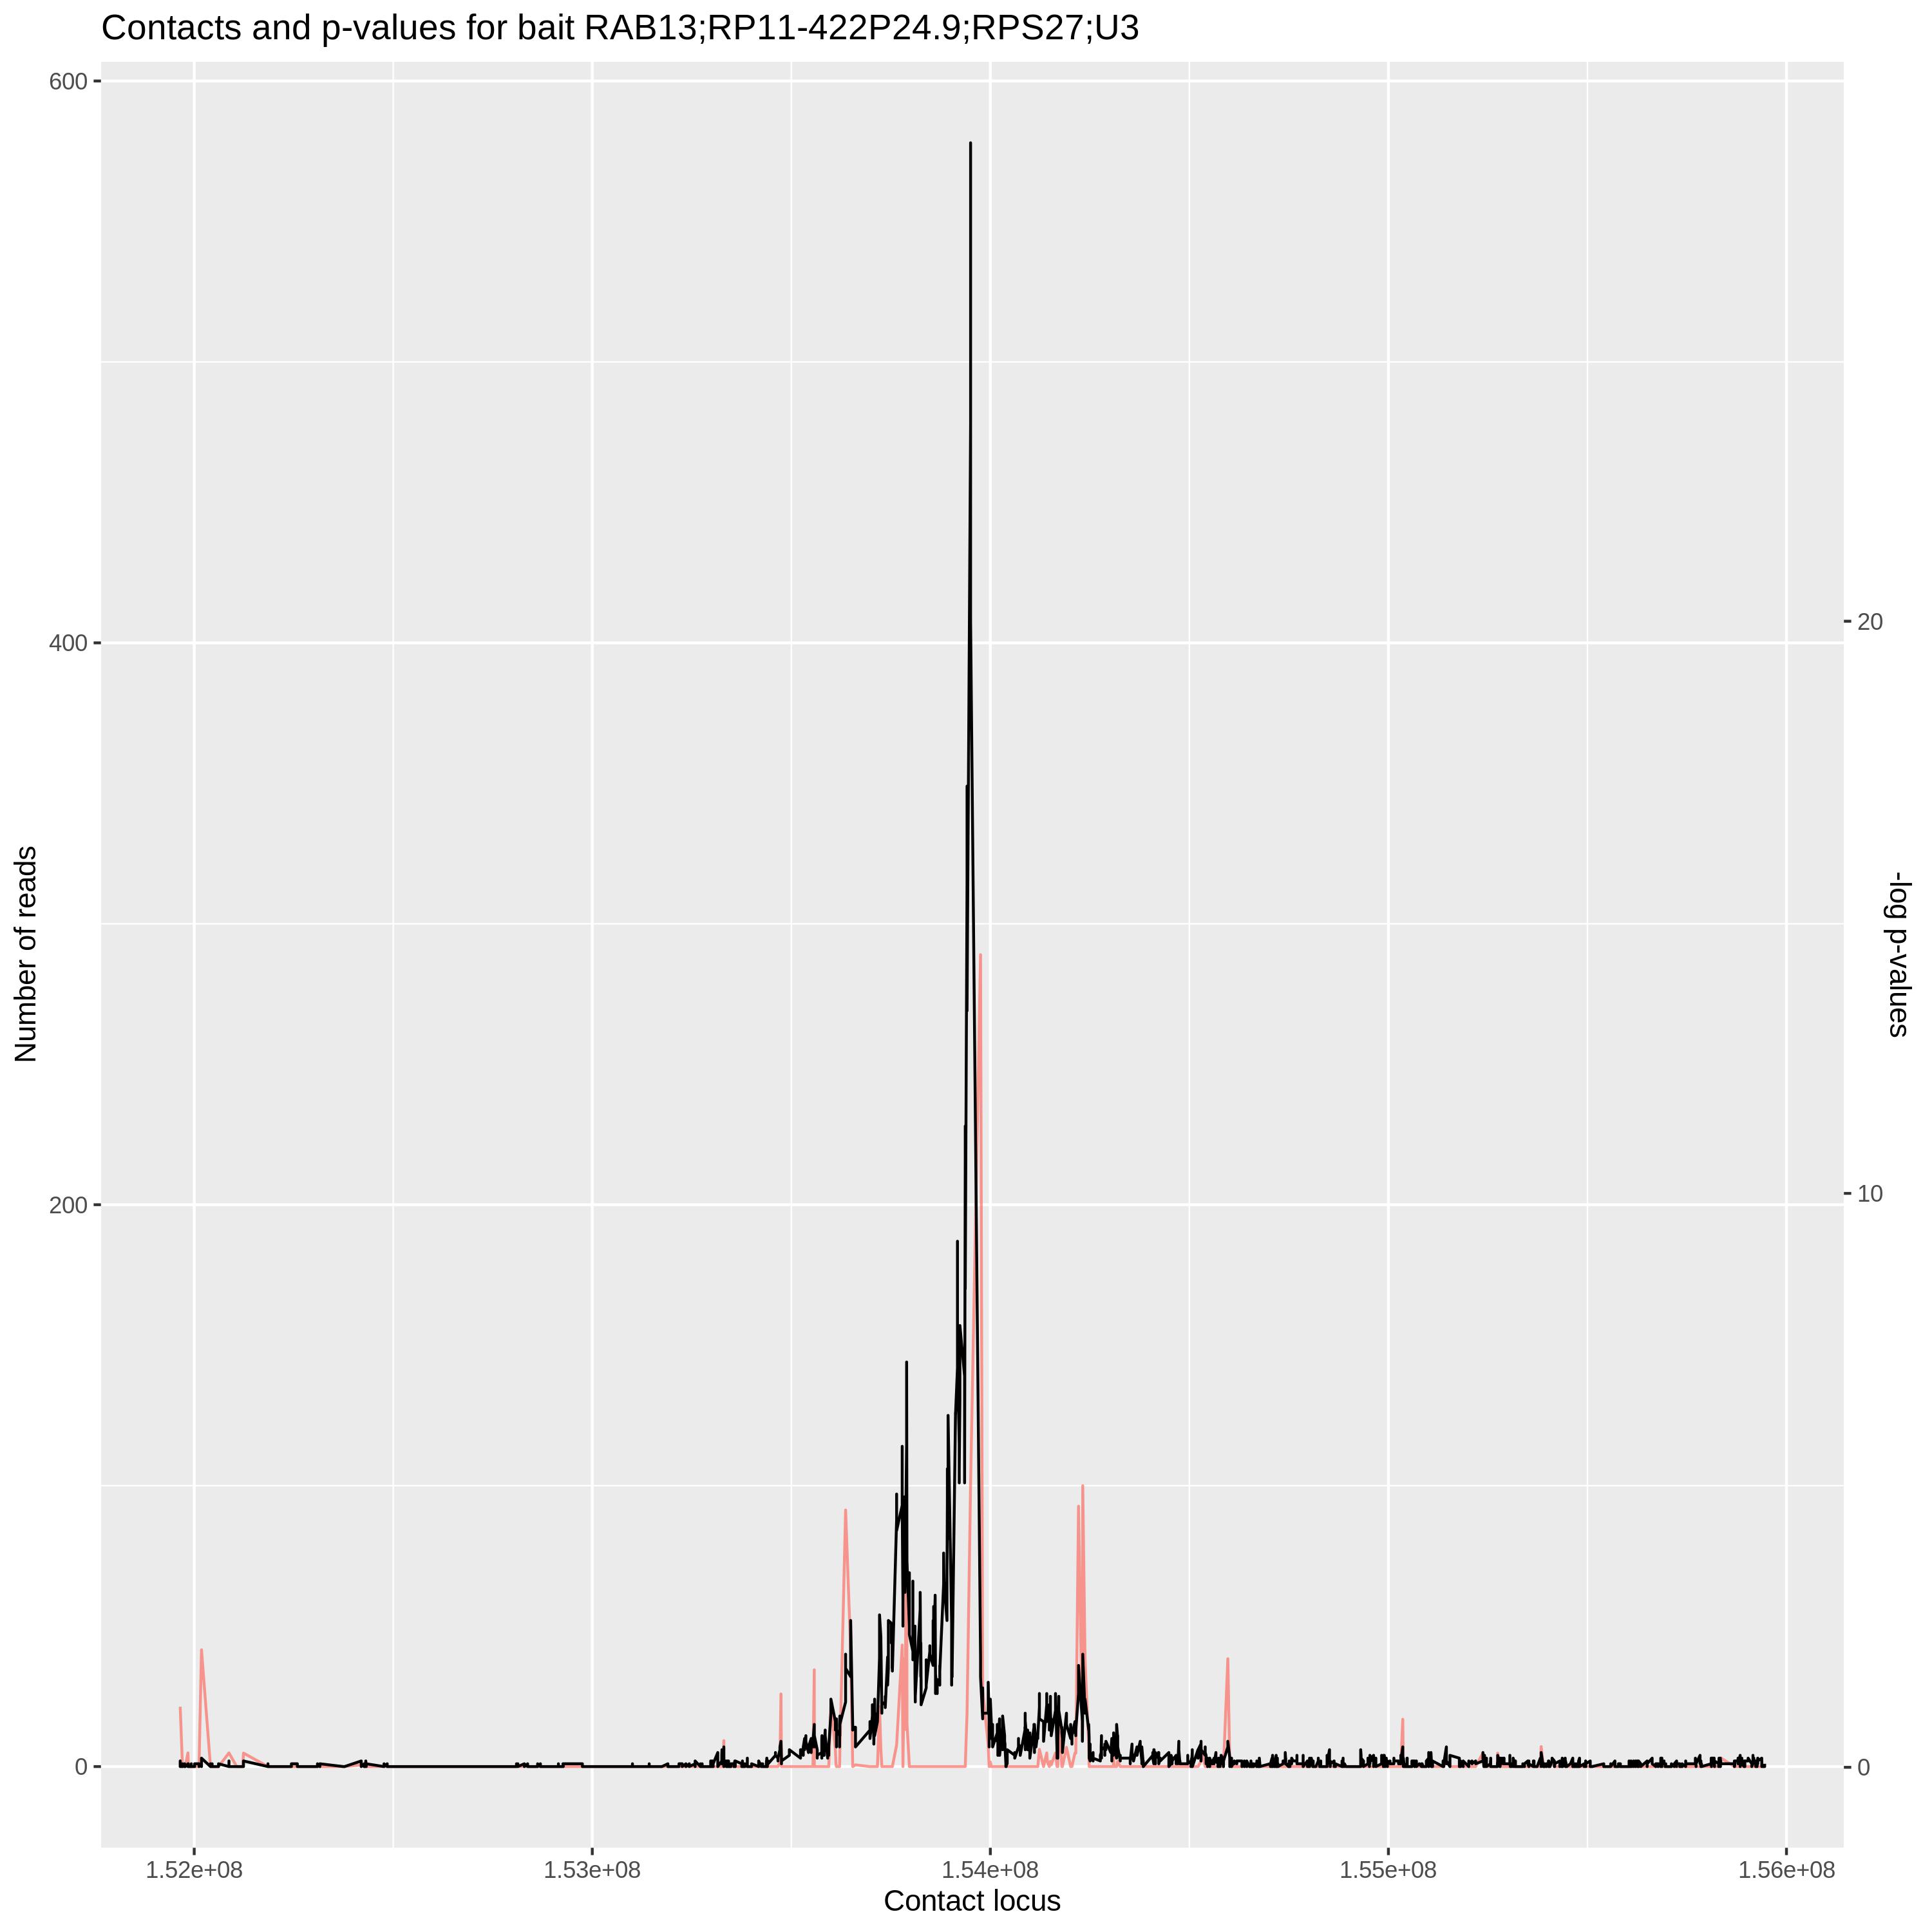 Contacts and p-values for bait RAB13;RP11-422P24.9;RPS27;U3
600
400
200
0
Number of reads
20
10
0
-log p-values
1.52e+08
1.53e+08
1.54e+08
1.55e+08
1.56e+08
Contact locus